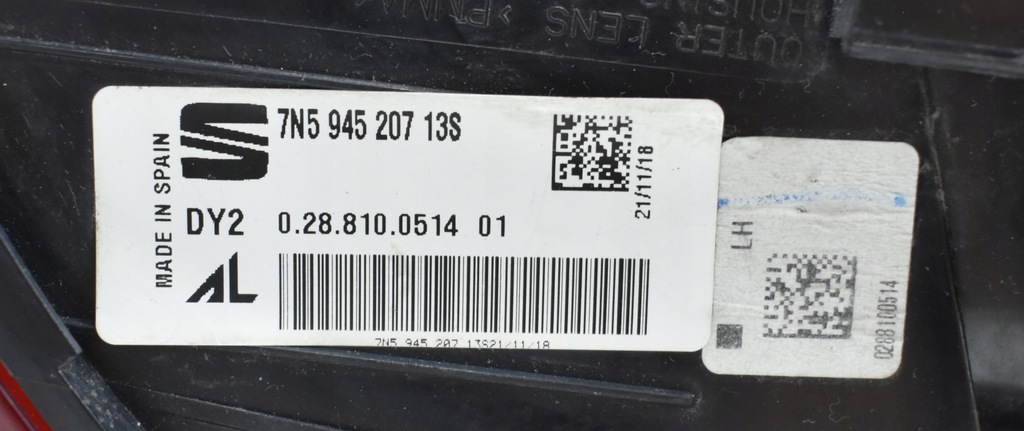 OUTER LENS >PMMA<
HOUSING
MADE IN SPAIN
S
7N5 945 207 13S
21/11/18
DY2 0.28.810.0514 01
AL
7N5 945 207 13S21/11/18
LH
0288100514